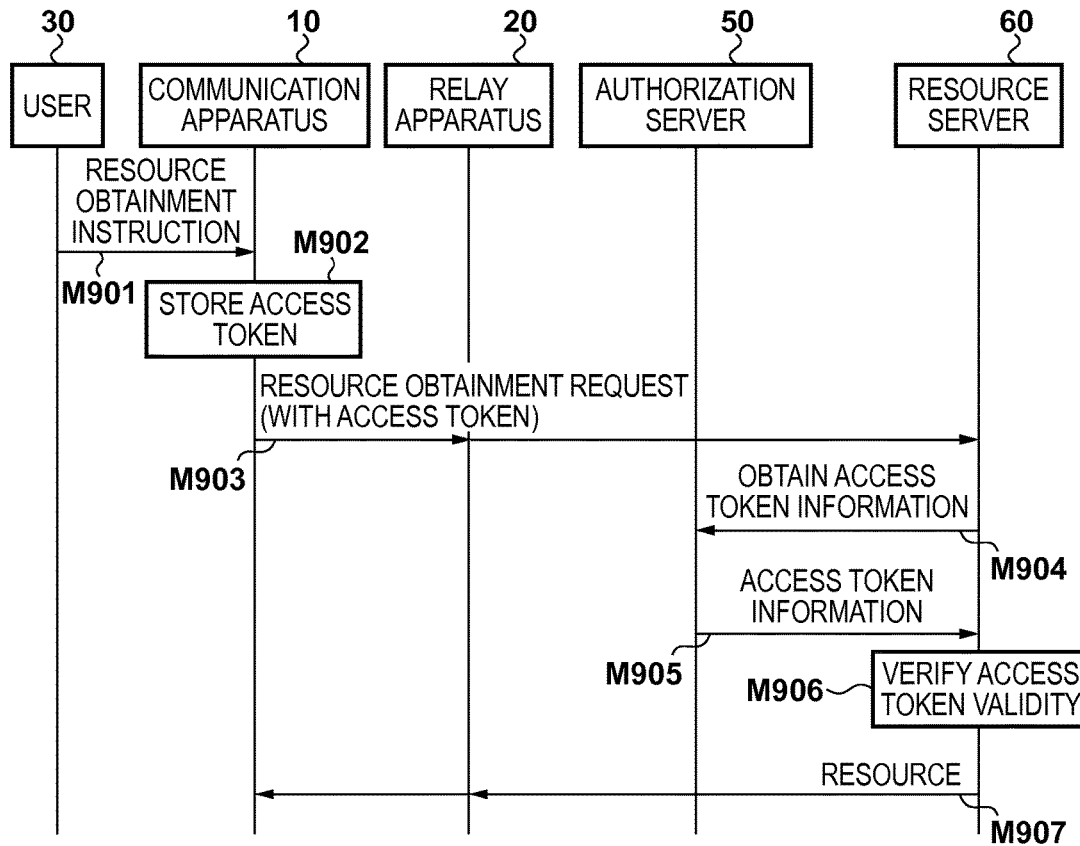 30
10
20
50
60
USER
COMMUNICATION
APPARATUS
RELAY
APPARATUS
AUTHORIZATION
SERVER
RESOURCE
SERVER
RESOURCE
OBTAINMENT
INSTRUCTION
M901
M902
STORE ACCESS
TOKEN
RESOURCE OBTAINMENT REQUEST
(WITH ACCESS TOKEN)
M903
OBTAIN ACCESS
TOKEN INFORMATION
M904
ACCESS TOKEN
INFORMATION
M905
M906
VERIFY ACCESS
TOKEN VALIDITY
RESOURCE
M907